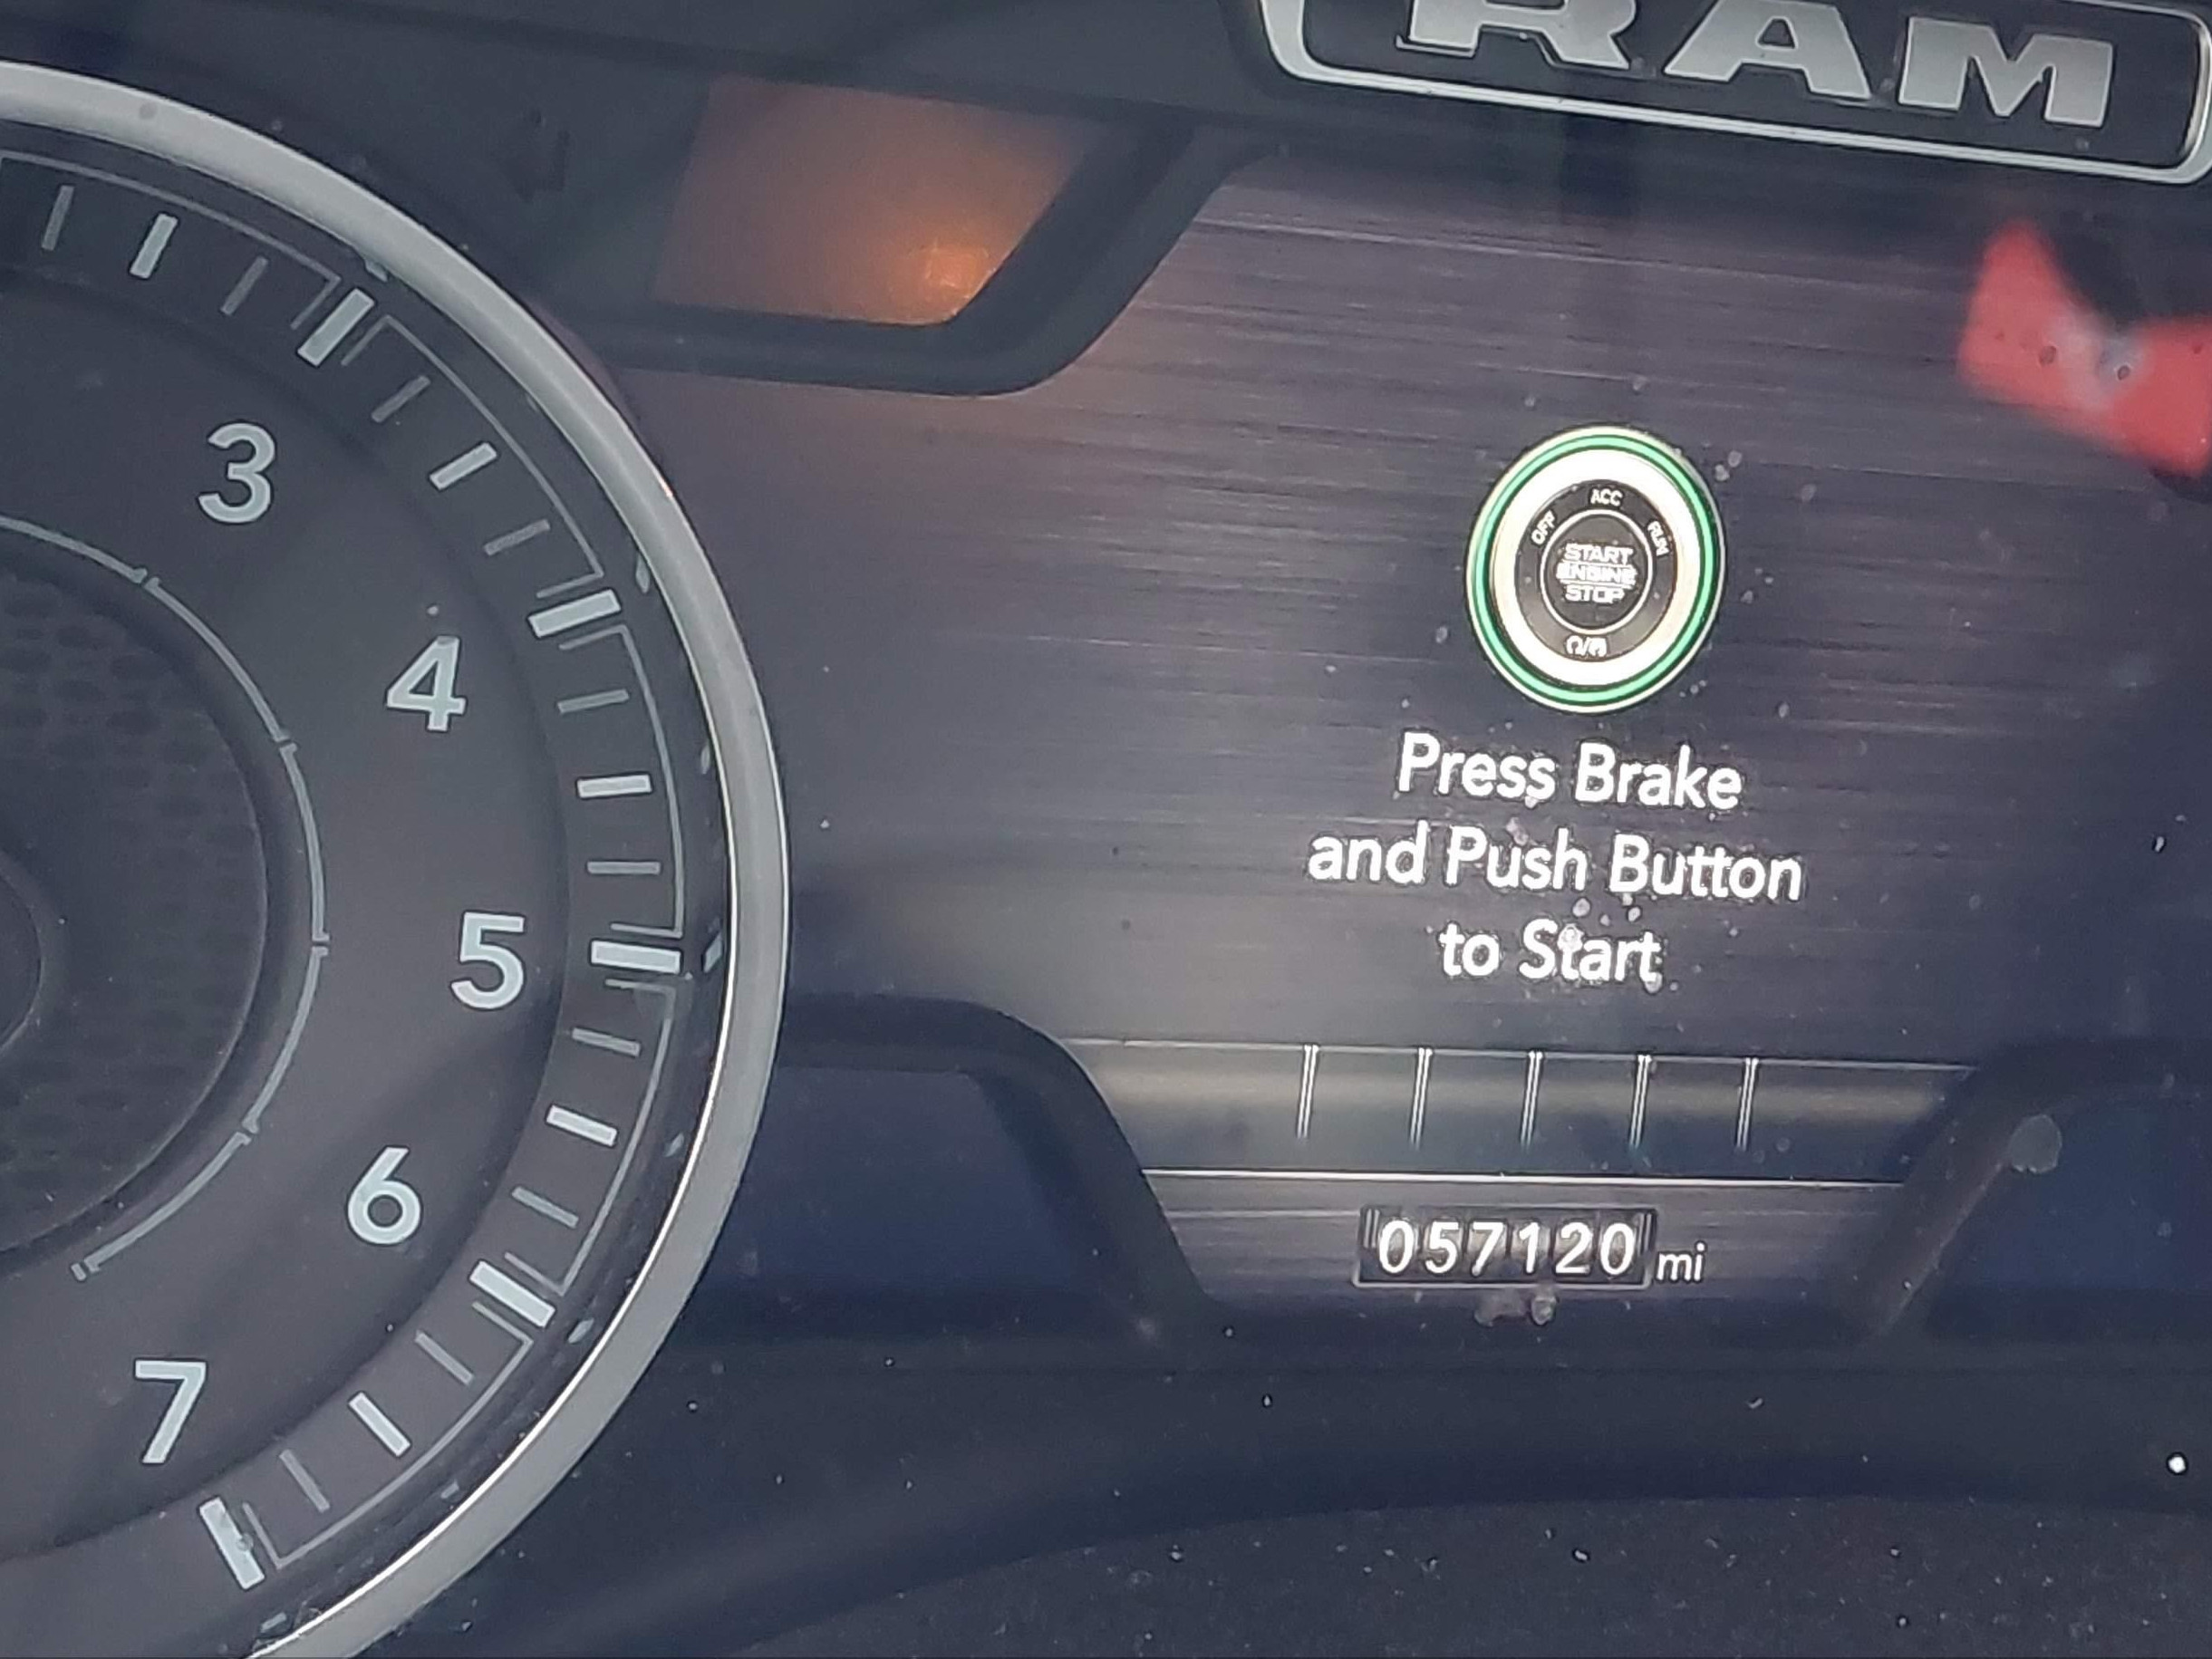 RAM
3
4
5
6
7
ACC
OFF
RUN
START
ENGINE
STOP
Press Brake
and Push Button
to Start
057120 mi